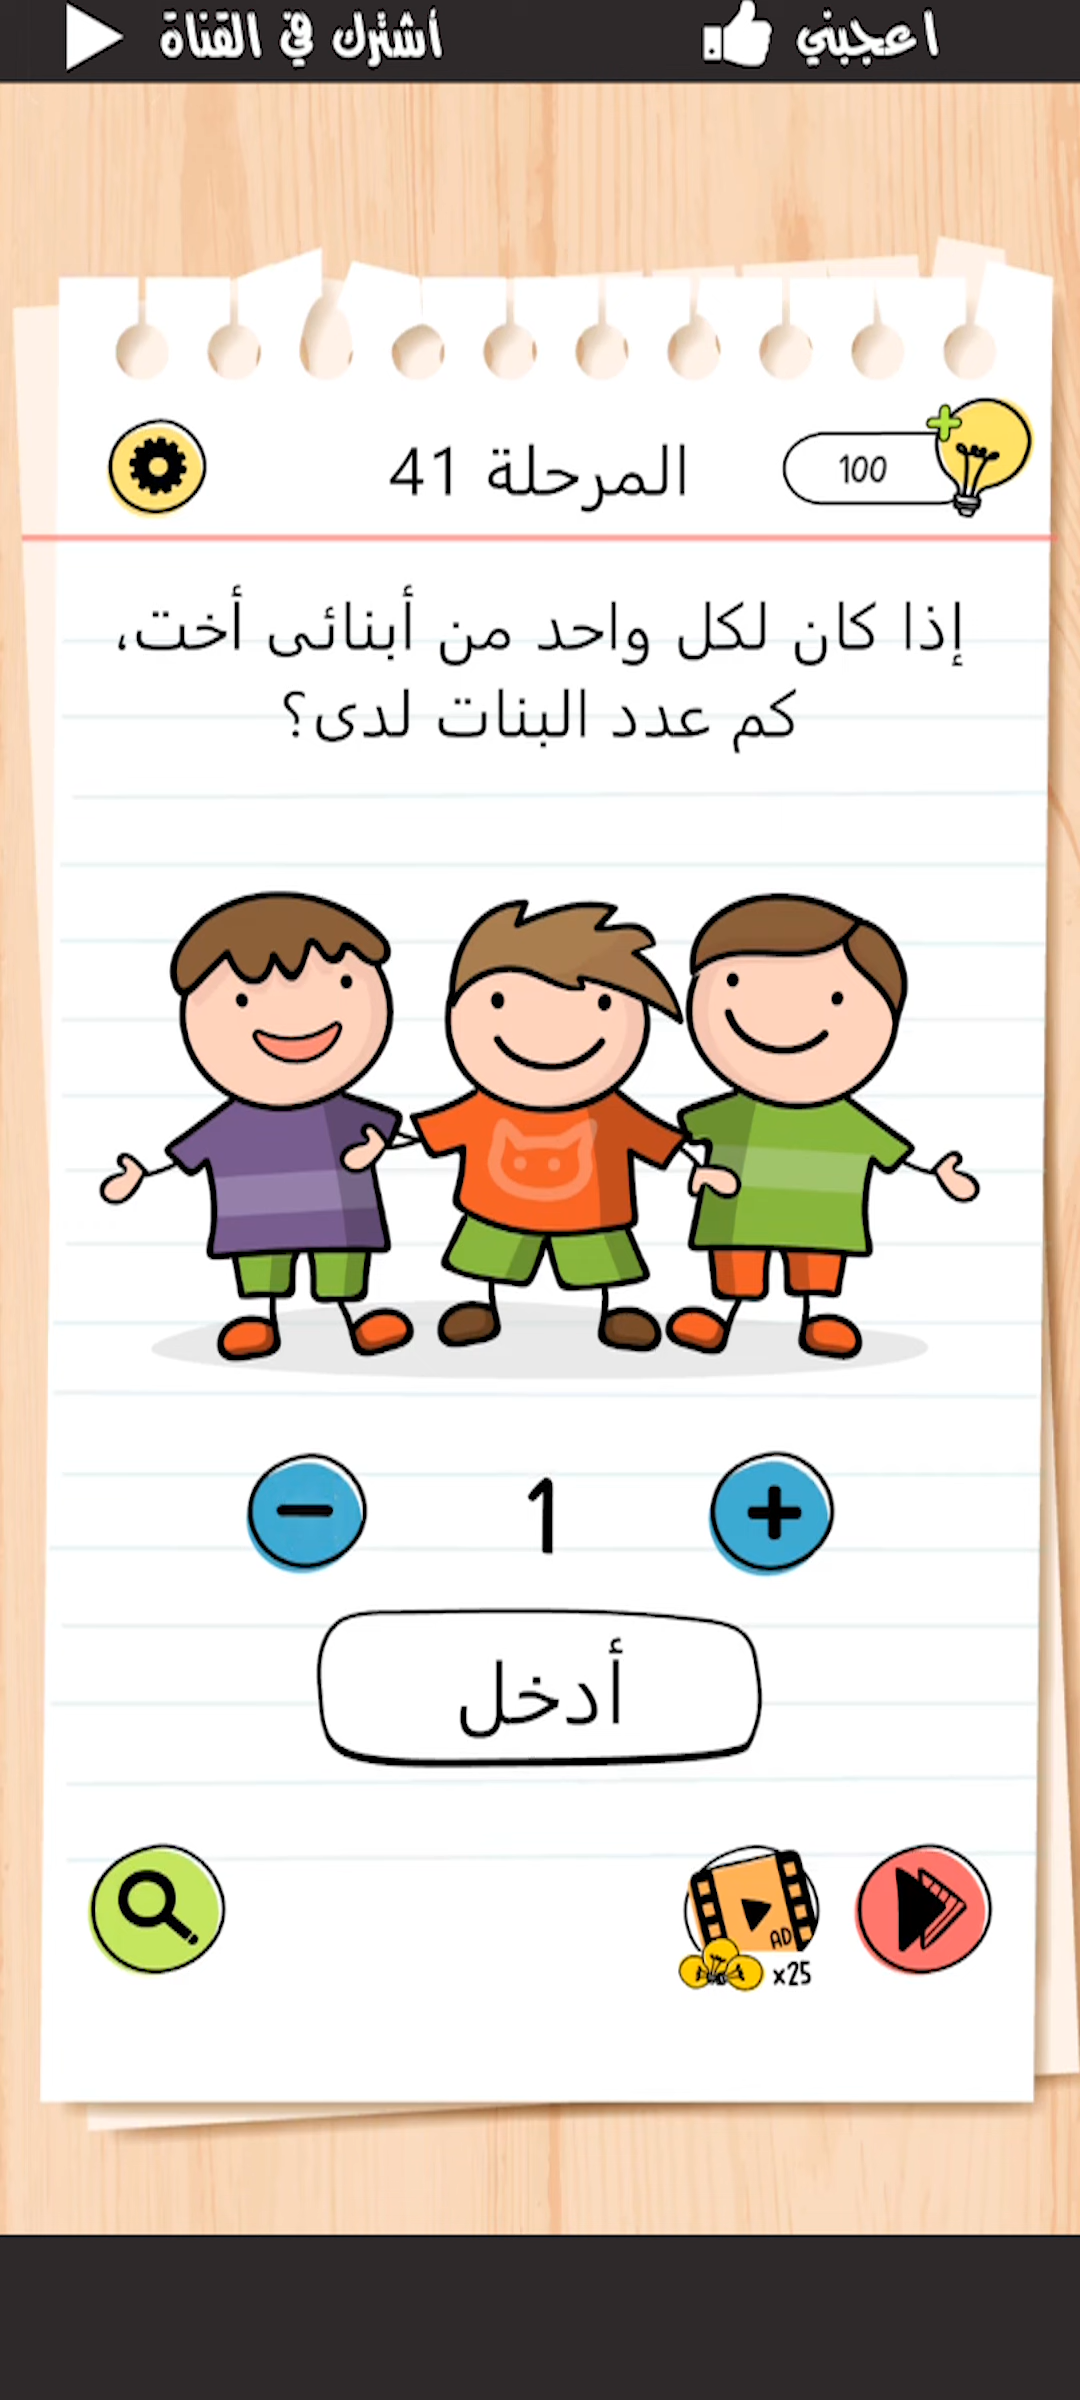 اعجبني
أشترك في القناة
المرحلة 41
100
إذا كان لكل واحد من أبنائى أخت،
كم عدد البنات لدى؟
1
أدخل
AD
x25